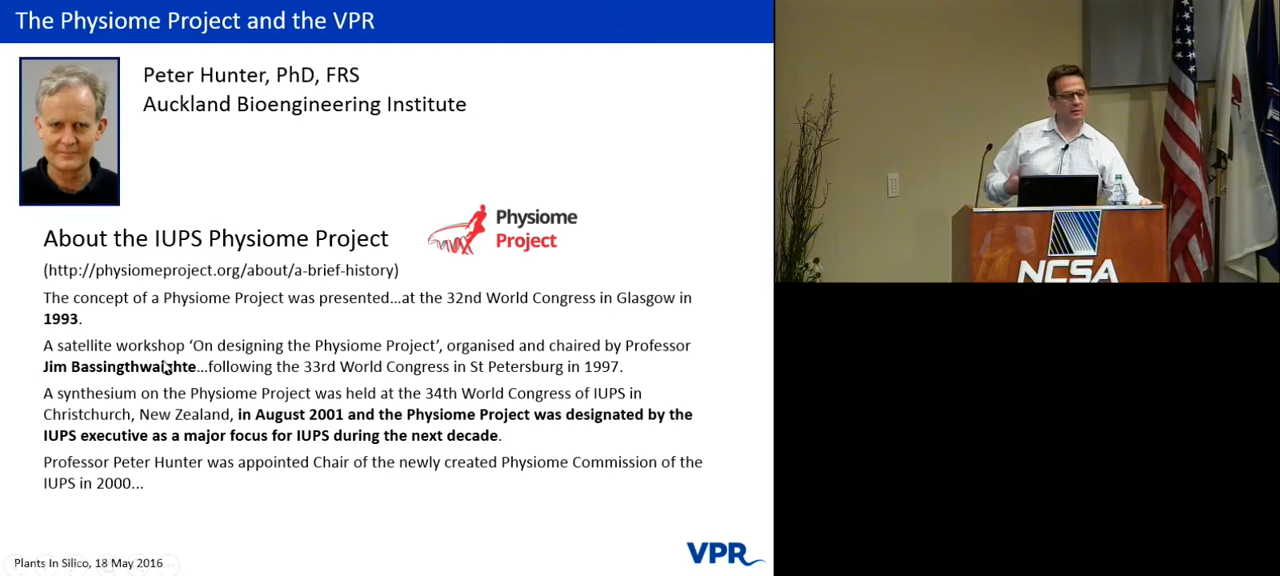 The Physiome Project and the VPR
Peter Hunter, PhD, FRS
Auckland Bioengineering Institute
Physiome
Project
About the IUPS Physiome Project
(http://physiomeproject.org/about/a-brief-history)
The concept of a Physiome Project was presented…at the 32nd World Congress in Glasgow in
1993.
A satellite workshop ‘On designing the Physiome Project’, organised and chaired by Professor
Jim Bassingthwaighte…following the 33rd World Congress in St Petersburg in 1997.
A synthesium on the Physiome Project was held at the 34th World Congress of IUPS in
Christchurch, New Zealand, in August 2001 and the Physiome Project was designated by the
IUPS executive as a major focus for IUPS during the next decade.
Professor Peter Hunter was appointed Chair of the newly created Physiome Commission of the
IUPS in 2000...
VPR
Plants In Silico, 18 May 2016
NCSA